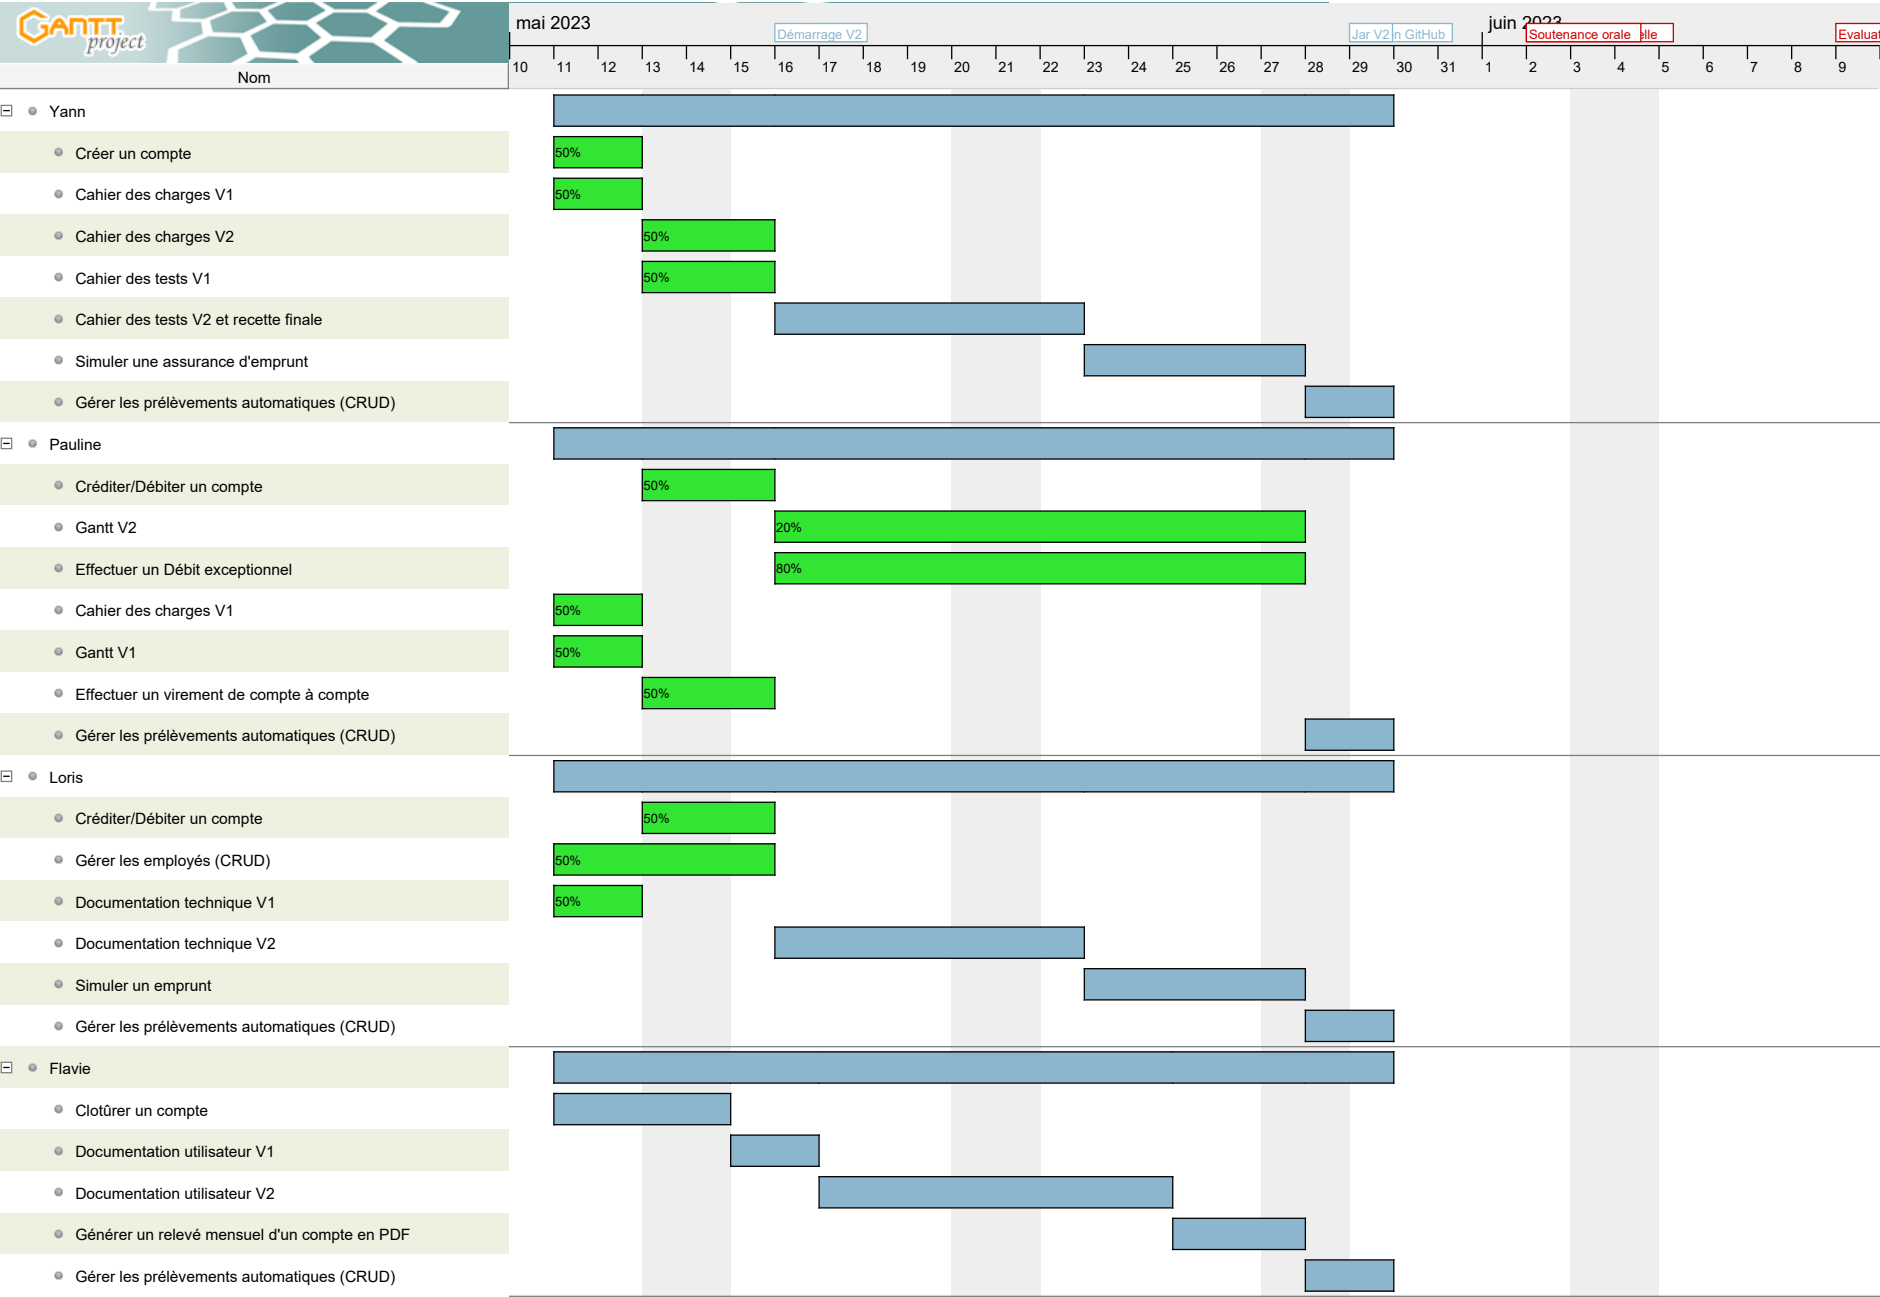 GANTT
project
mai 2023
juin 2023
Démarrage V2
Jar V2
n GitHub
Soutenance orale
elle
Evaluat
Nom
10 11 12 13 14 15 16 17 18 19 20 21 22 23 24 25 26 27 28 29 30 31 1 2 3 4 5 6 7 8 9
Yann
Créer un compte
50%
Cahier des charges V1
50%
Cahier des charges V2
50%
Cahier des tests V1
50%
Cahier des tests V2 et recette finale
Simuler une assurance d'emprunt
Gérer les prélèvements automatiques (CRUD)
Pauline
Créditer/Débiter un compte
50%
Gantt V2
20%
Effectuer un Débit exceptionnel
80%
Cahier des charges V1
50%
Gantt V1
50%
Effectuer un virement de compte à compte
50%
Gérer les prélèvements automatiques (CRUD)
Loris
Créditer/Débiter un compte
50%
Gérer les employés (CRUD)
50%
Documentation technique V1
50%
Documentation technique V2
Simuler un emprunt
Gérer les prélèvements automatiques (CRUD)
Flavie
Clotûrer un compte
Documentation utilisateur V1
Documentation utilisateur V2
Générer un relevé mensuel d'un compte en PDF
Gérer les prélèvements automatiques (CRUD)